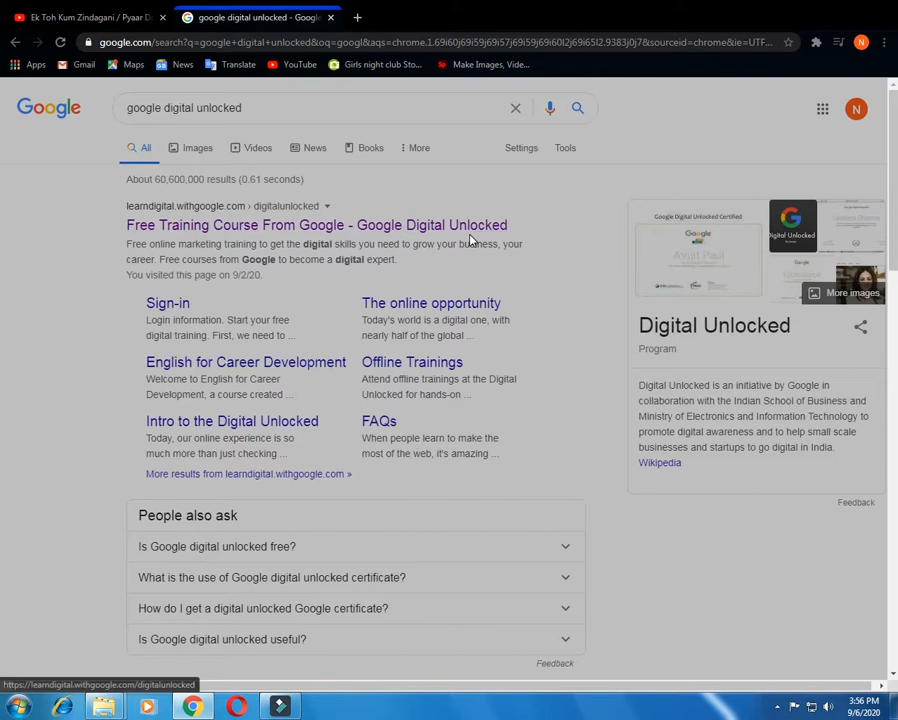 Ek Toh Kum Zindagani / Pyaar D
google digital unlocked - Google
google.com/search?q=google+digital+unlocked&oq=googl&aqs=chrome.1.69i60j69i59j69i57j69i59j69i60l2j69i65l2.9383j0j7&sourceid=chrome&ie=UTF...
Apps Gmail Maps News Translate YouTube Girls night club Sto... Make Images, Vide...
Google
google digital unlocked
N
All Images Videos News Books More Settings Tools
About 60,600,000 results (0.61 seconds)
learndigital.withgoogle.com › digitalunlocked
Free Training Course From Google - Google Digital Unlocked
Free online marketing training to get the digital skills you need to grow your business, your
career. Free courses from Google to become a digital expert.
You visited this page on 9/2/20.
Sign-in
Login information. Start your free
digital training. First, we need to ...
The online opportunity
Today's world is a digital one, with
nearly half of the global ...
English for Career Development
Welcome to English for Career
Development, a course created ...
Offline Trainings
Attend offline trainings at the Digital
Unlocked for hands-on ...
Intro to the Digital Unlocked
Today, our online experience is so
much more than just checking ...
FAQs
When people learn to make the
most of the web, it's amazing ...
More results from learndigital.withgoogle.com »
People also ask
Is Google digital unlocked free?
What is the use of Google digital unlocked certificate?
How do I get a digital unlocked Google certificate?
Is Google digital unlocked useful?
Feedback
Google Digital Unlocked Certified
Google
Avijit Paul
Digital Unlocked
More images
Digital Unlocked
Program
Digital Unlocked is an initiative by Google in
collaboration with the Indian School of Business and
Ministry of Electronics and Information Technology to
promote digital awareness and to help small scale
businesses and startups to go digital in India.
Wikipedia
Feedback
https://learndigital.withgoogle.com/digitalunlocked
3:56 PM
9/6/2020